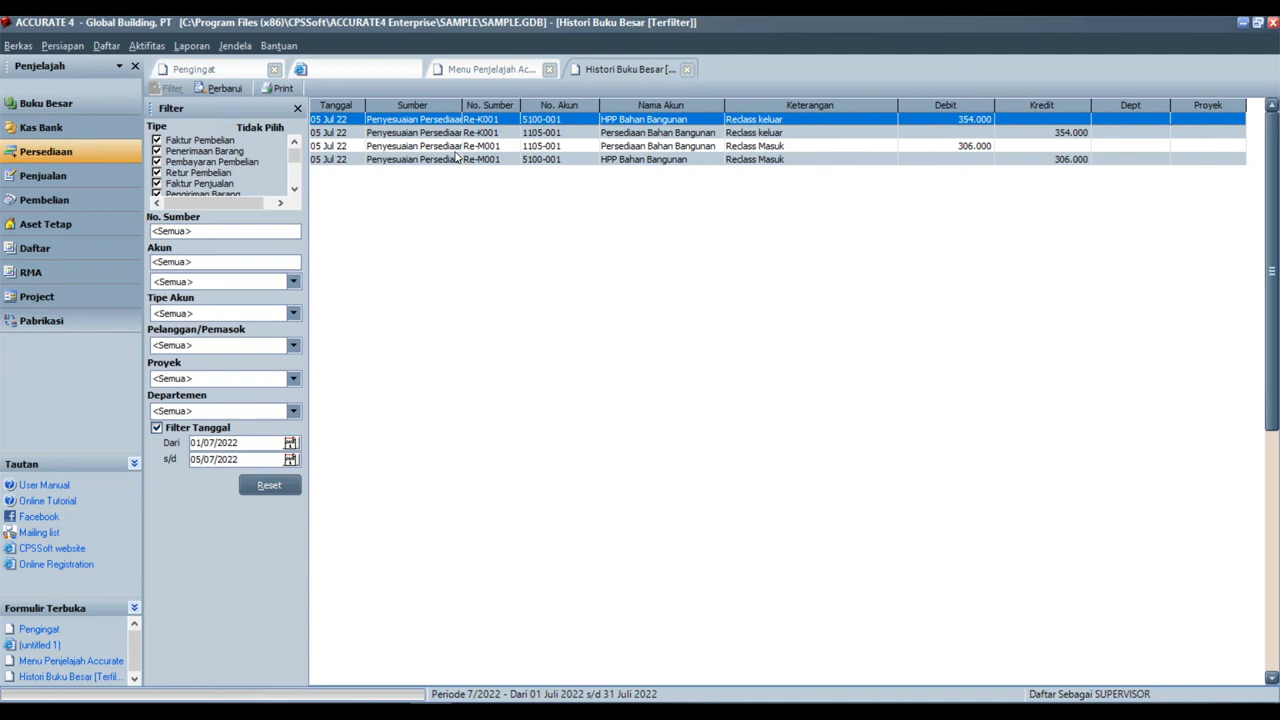 ACCURATE 4 - Global Building, PT [C:\Program Files (x86)\CPSSoft\ACCURATE4 Enterprise\SAMPLE\SAMPLE.GDB] - [Histori Buku Besar [Terfilter]]
Berkas Persiapan Daftar Aktifitas Laporan Jendela Bantuan
Penjelajah
Pengingat
Menu Penjelajah Ac...
Histori Buku Besar [...
Filter Perbarui Print
Buku Besar
Kas Bank
Persediaan
Penjualan
Pembelian
Aset Tetap
Daftar
RMA
Project
Pabrikasi
Tautan
User Manual
Online Tutorial
Facebook
Mailing list
CPSSoft website
Online Registration
Formulir Terbuka
Pengingat
(untitled 1)
Menu Penjelajah Accurate
Histori Buku Besar [Terfil...
Filter
Tipe Tidak Pilih
Faktur Pembelian
Penerimaan Barang
Pembayaran Pembelian
Retur Pembelian
Faktur Penjualan
Pengiriman Barang
No. Sumber
<Semua>
Akun
<Semua>
<Semua>
Tipe Akun
<Semua>
Pelanggan/Pemasok
<Semua>
Proyek
<Semua>
Departemen
<Semua>
Filter Tanggal
Dari 01/07/2022
s/d 05/07/2022
Reset
Tanggal Sumber No. Sumber No. Akun Nama Akun Keterangan Debit Kredit Dept Proyek
05 Jul 22 Penyesuaian Persediaan Re-K001 5100-001 HPP Bahan Bangunan Reclass keluar 354.000
05 Jul 22 Penyesuaian Persediaan Re-K001 1105-001 Persediaan Bahan Bangunan Reclass keluar 354.000
05 Jul 22 Penyesuaian Persediaan Re-M001 1105-001 Persediaan Bahan Bangunan Reclass Masuk 306.000
05 Jul 22 Penyesuaian Persediaan Re-M001 5100-001 HPP Bahan Bangunan Reclass Masuk 306.000
Periode 7/2022 - Dari 01 Juli 2022 s/d 31 Juli 2022
Daftar Sebagai SUPERVISOR